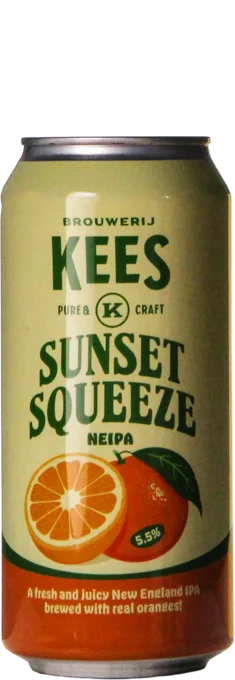 BROUWERIJ
KEES
PURE & K CRAFT
SUNSET
SQUEEZE
NEIPA
5.5%
A fresh and juicy New England IPA
brewed with real oranges!